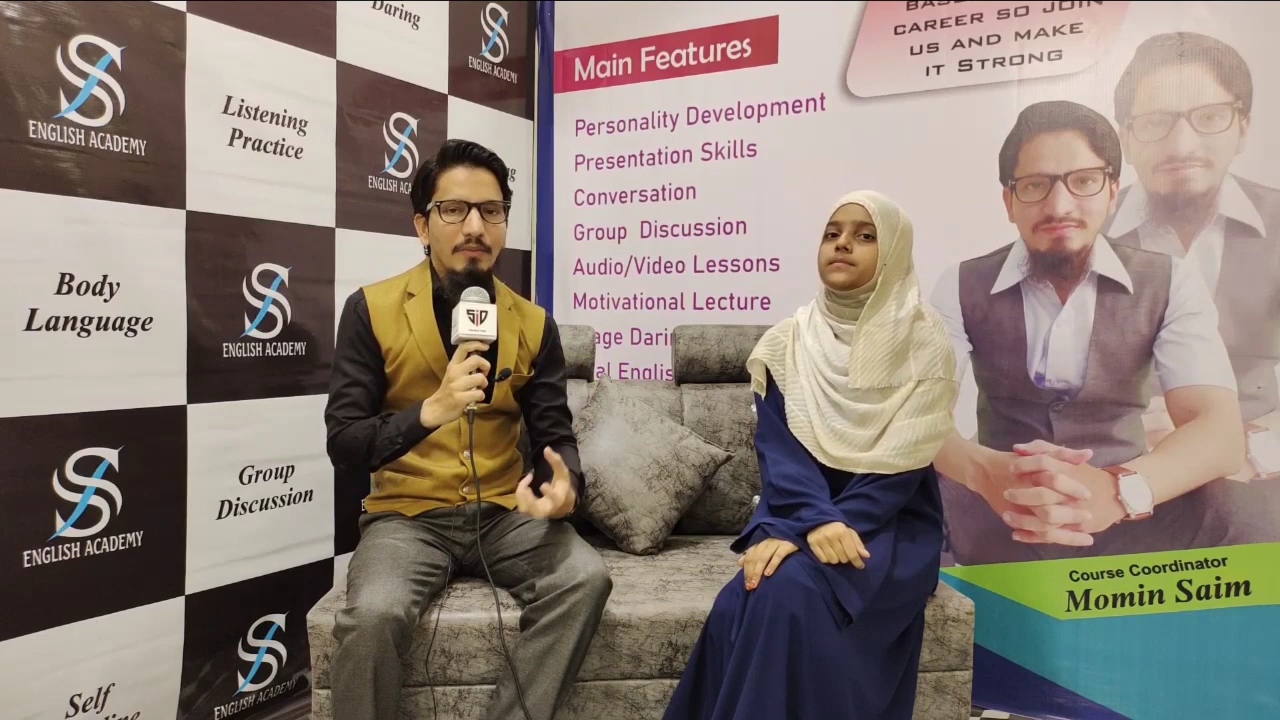 Daring
ENGLISH ACADEMY
ENGLISH ACADEMY
Listening
Practice
ENGLISH
Body
Language
ENGLISH ACADEMY
ENGLISH ACADEMY
Group
Discussion
ENGLISH ACADEMY
Self
SID
CAREER SO JOIN
US AND MAKE
IT STRONG
Main Features
Personality Development
Presentation Skills
Conversation
Group Discussion
Audio/Video Lessons
Motivational Lecture
Course Coordinator
Momin Saim